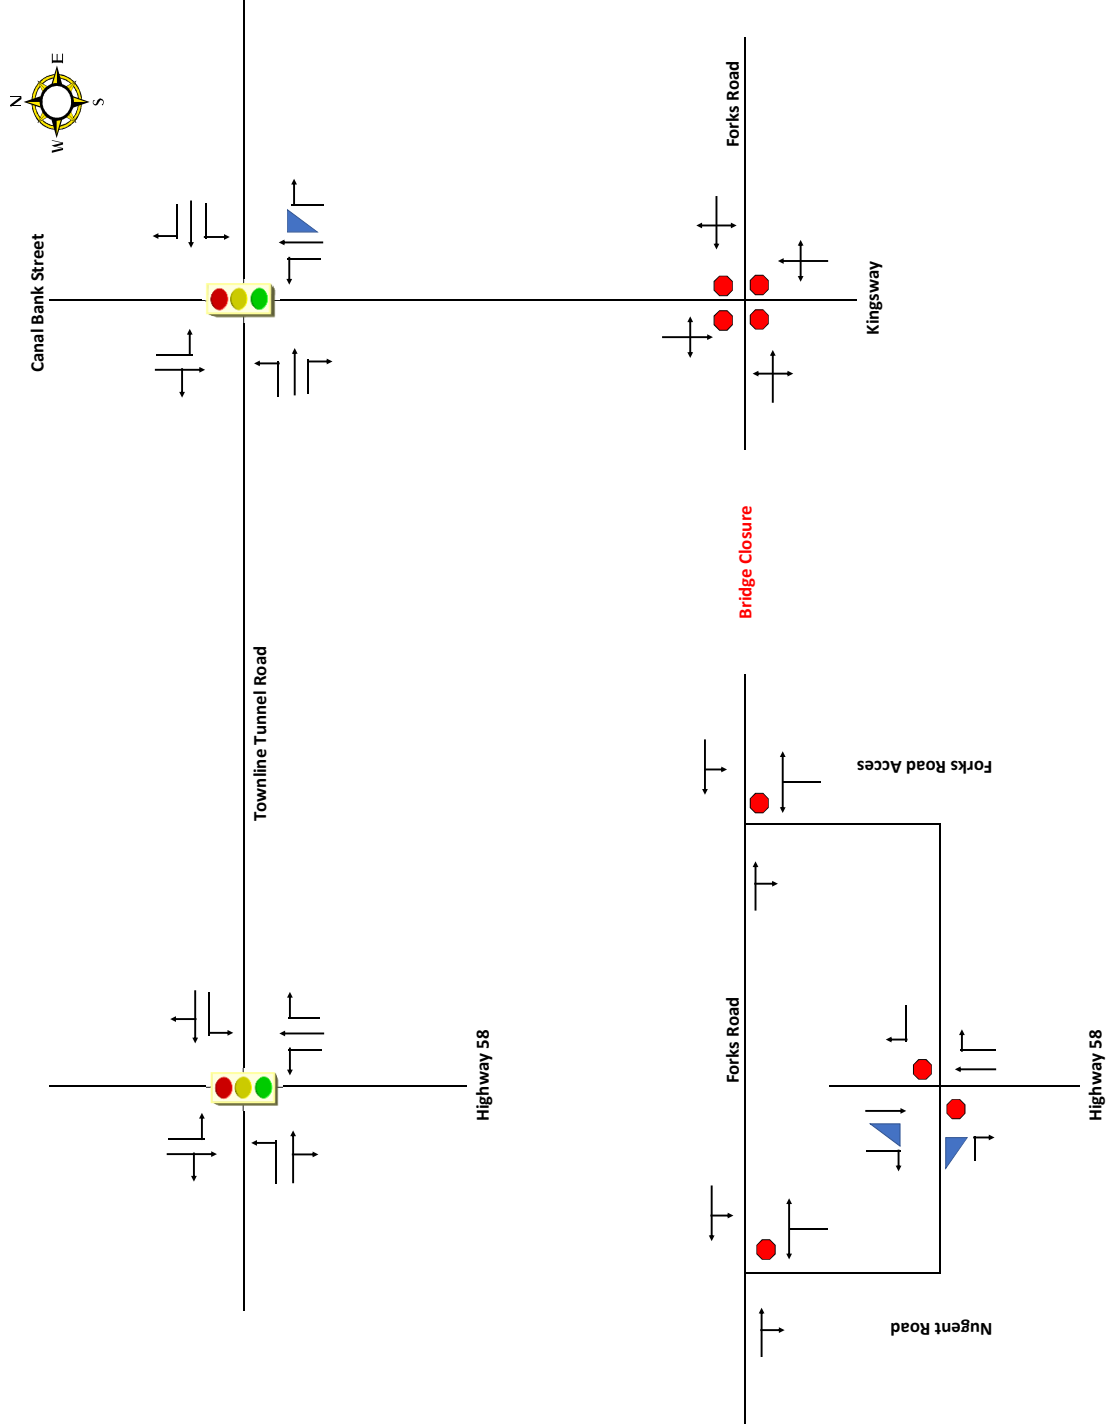 N
E
S
W
Canal Bank Street
Forks Road
Kingsway
Bridge Closure
Townline Tunnel Road
Forks Road Acces
Highway 58
Forks Road
Highway 58
Nugent Road